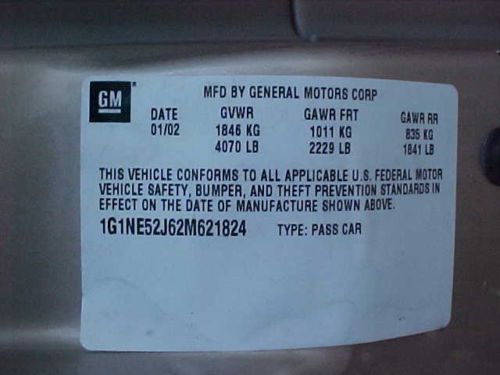 GM
MFD BY GENERAL MOTORS CORP
DATE GVWR GAWR FRT GAWR RR
01/02 1846 KG 1011 KG 835 KG
4070 LB 2229 LB 1841 LB
THIS VEHICLE CONFORMS TO ALL APPLICABLE U.S. FEDERAL MOTOR
VEHICLE SAFETY, BUMPER, AND THEFT PREVENTION STANDARDS IN
EFFECT ON THE DATE OF MANUFACTURE SHOWN ABOVE.
1G1NE52J62M621824 TYPE: PASS CAR